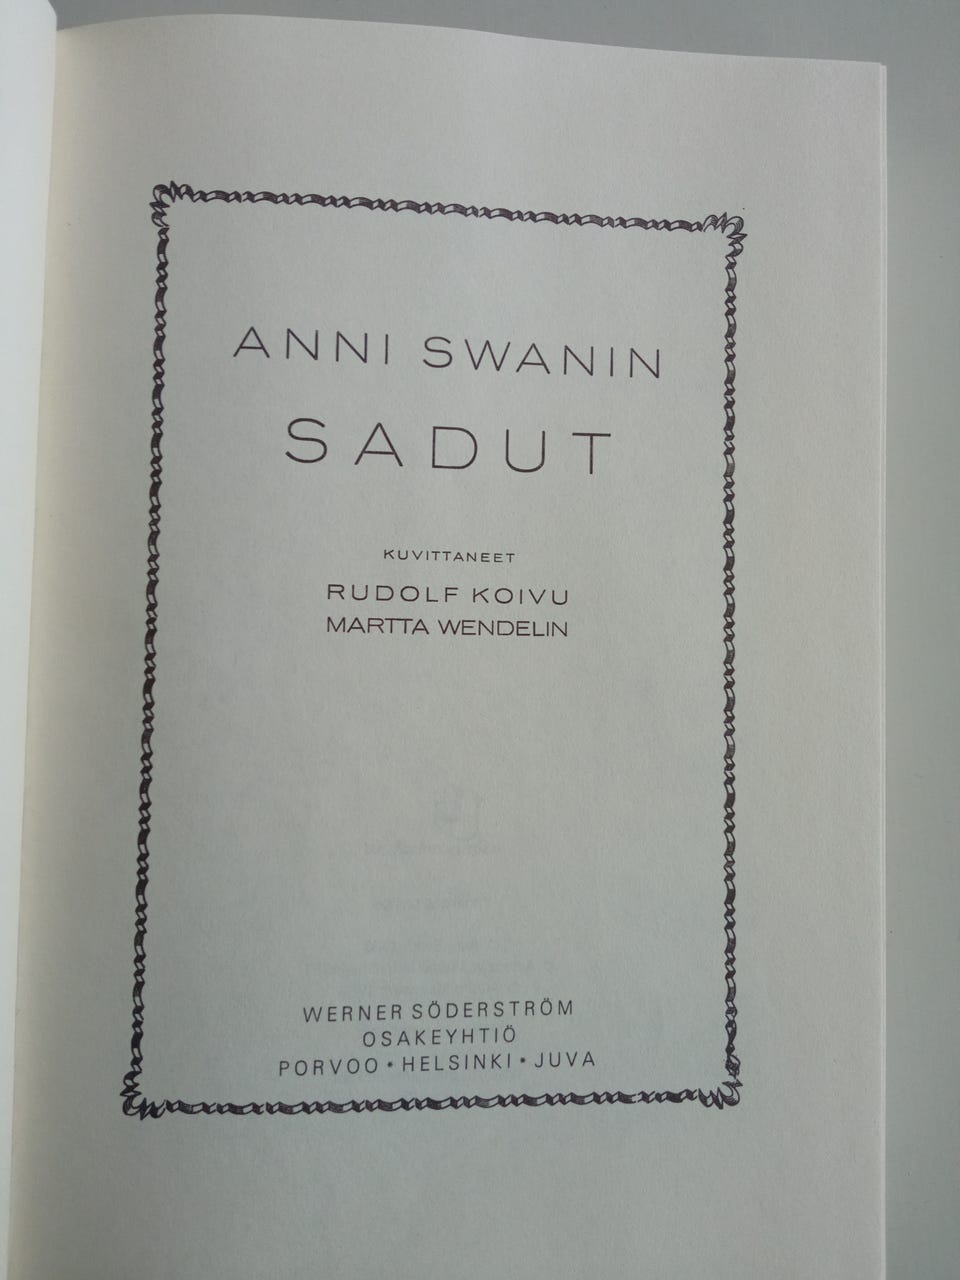 ANNI SWANIN
SADUT
KUVITTANEET
RUDOLF KOIVU
MARTTA WENDELIN
WERNER SÖDERSTRÖM
OSAKEYHTIÖ
PORVOO • HELSINKI • JUVA